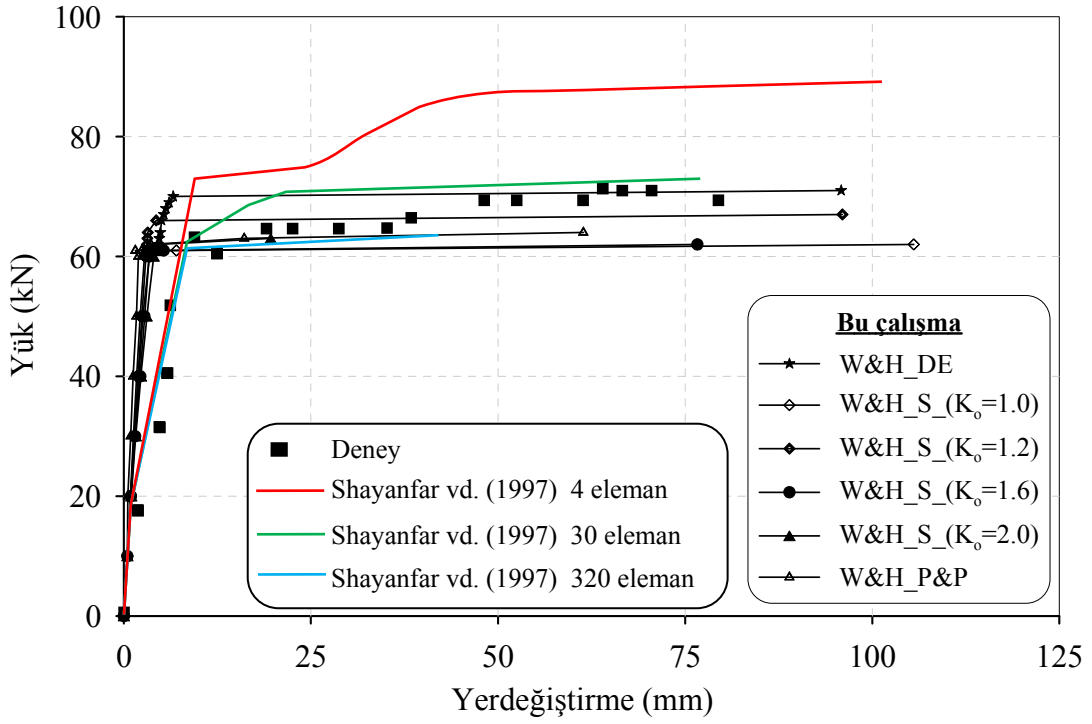 100
80
60
40
20
0
Yük (kN)
0
25
50
75
100
125
Yerdeğiştirme (mm)
Deney
Shayanfar vd. (1997) 4 eleman
Shayanfar vd. (1997) 30 eleman
Shayanfar vd. (1997) 320 eleman
Bu çalışma
W&H_DE
W&H_S_(Ko=1.0)
W&H_S_(Ko=1.2)
W&H_S_(Ko=1.6)
W&H_S_(Ko=2.0)
W&H_P&P